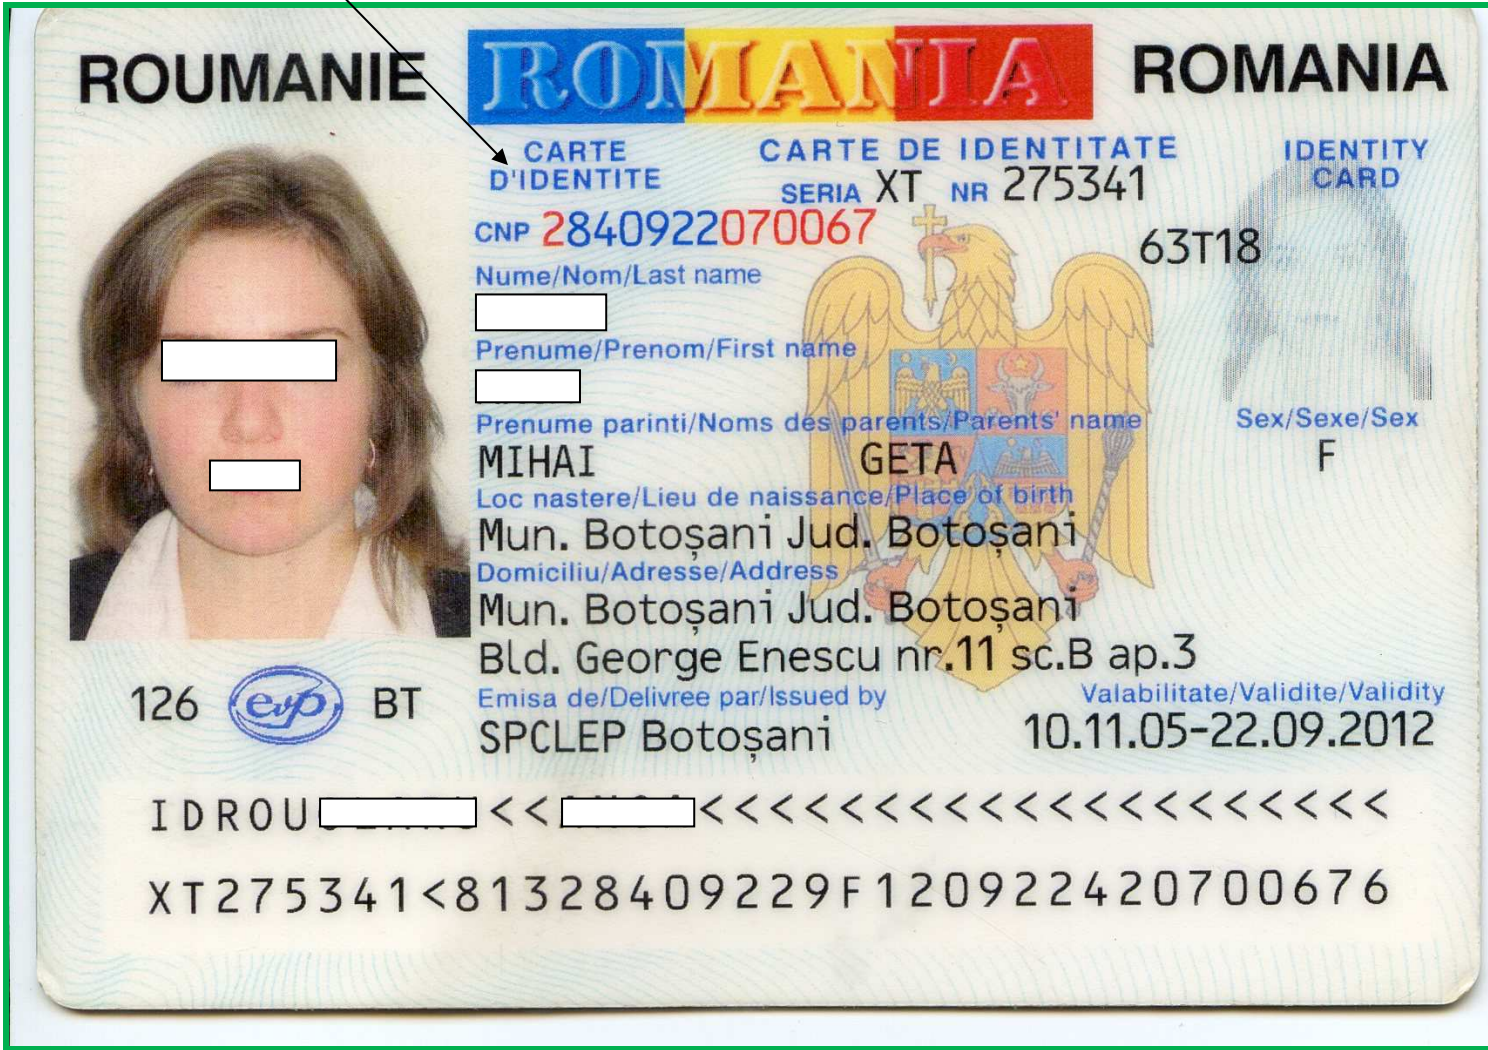 ROUMANIE ROMANIA ROMANIA
CARTE D'IDENTITE CARTE DE IDENTITATE IDENTITY CARD
SERIA XT NR 275341
CNP 2840922070067
63T18
Nume/Nom/Last name
Prenume/Prenom/First name
Prenume parinti/Noms des parents/Parents' name Sex/Sexe/Sex
MIHAI GETA F
Loc nastere/Lieu de naissance/Place of birth
Mun. Botoșani Jud. Botoșani
Domiciliu/Adresse/Address
Mun. Botoșani Jud. Botoșani
Bld. George Enescu nr.11 sc.B ap.3
126 evp BT
Emisa de/Delivree par/Issued by Valabilitate/Validite/Validity
SPCLEP Botoșani 10.11.05-22.09.2012
IDROU << <<<<<<<<<<<<<<<<<<<<
XT275341<81328409229F120922420700676